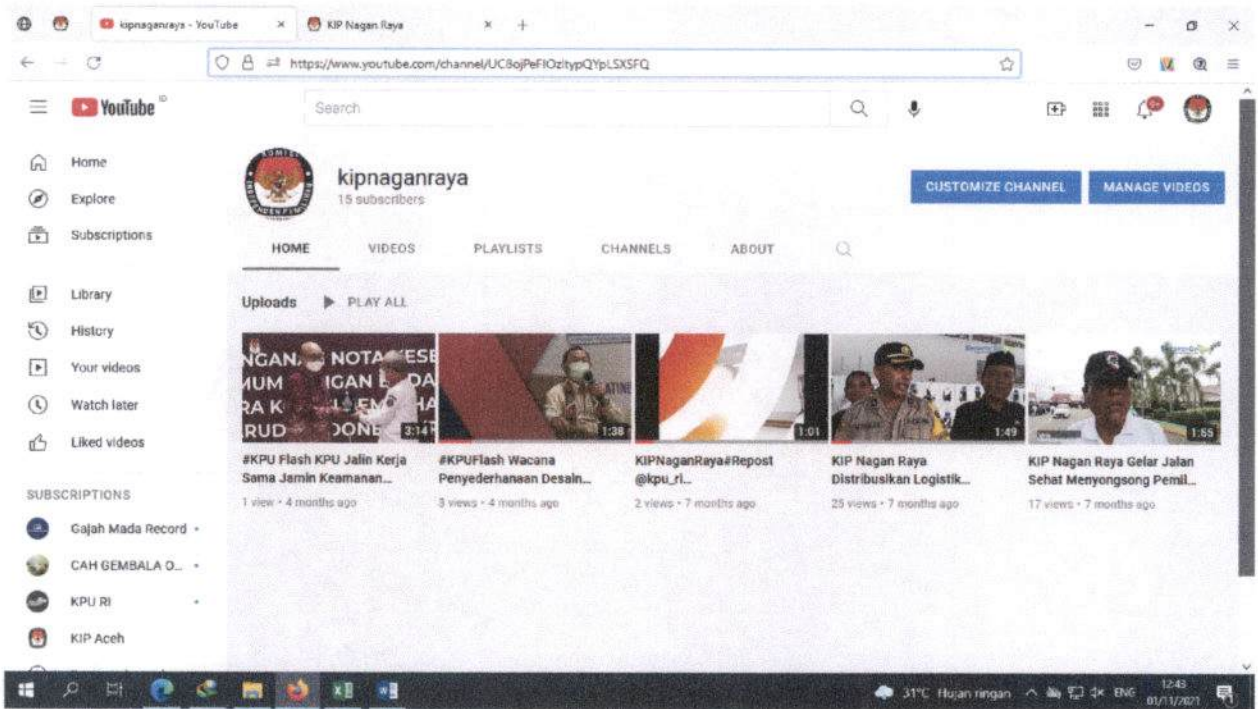 kipnaganraya - YouTube
KIP Nagan Raya
https://www.youtube.com/channel/UC8ojPeFIOzItypQYpLSXSFQ
YouTube ID
Search
9+
Home
Explore
Subscriptions
Library
History
Your videos
Watch later
Liked videos
SUBSCRIPTIONS
Gajah Mada Record
CAH GEMBALA O...
KPU RI
KIP Aceh
kipnaganraya
15 subscribers
CUSTOMIZE CHANNEL
MANAGE VIDEOS
HOME
VIDEOS
PLAYLISTS
CHANNELS
ABOUT
Uploads
PLAY ALL
3:14
#KPU Flash KPU Jalin Kerja
Sama Jamin Keamanan...
1 view • 4 months ago
1:38
#KPUFlash Wacana
Penyederhanaan Desain...
3 views • 4 months ago
1:01
KIPNaganRaya#Repost
@kpu_ri...
2 views • 7 months ago
1:49
KIP Nagan Raya
Distribusikan Logistik...
25 views • 7 months ago
1:55
KIP Nagan Raya Gelar Jalan
Sehat Menyongsong Pemil...
17 views • 7 months ago
31°C Hujan ringan
ENG
12:43
01/11/2021